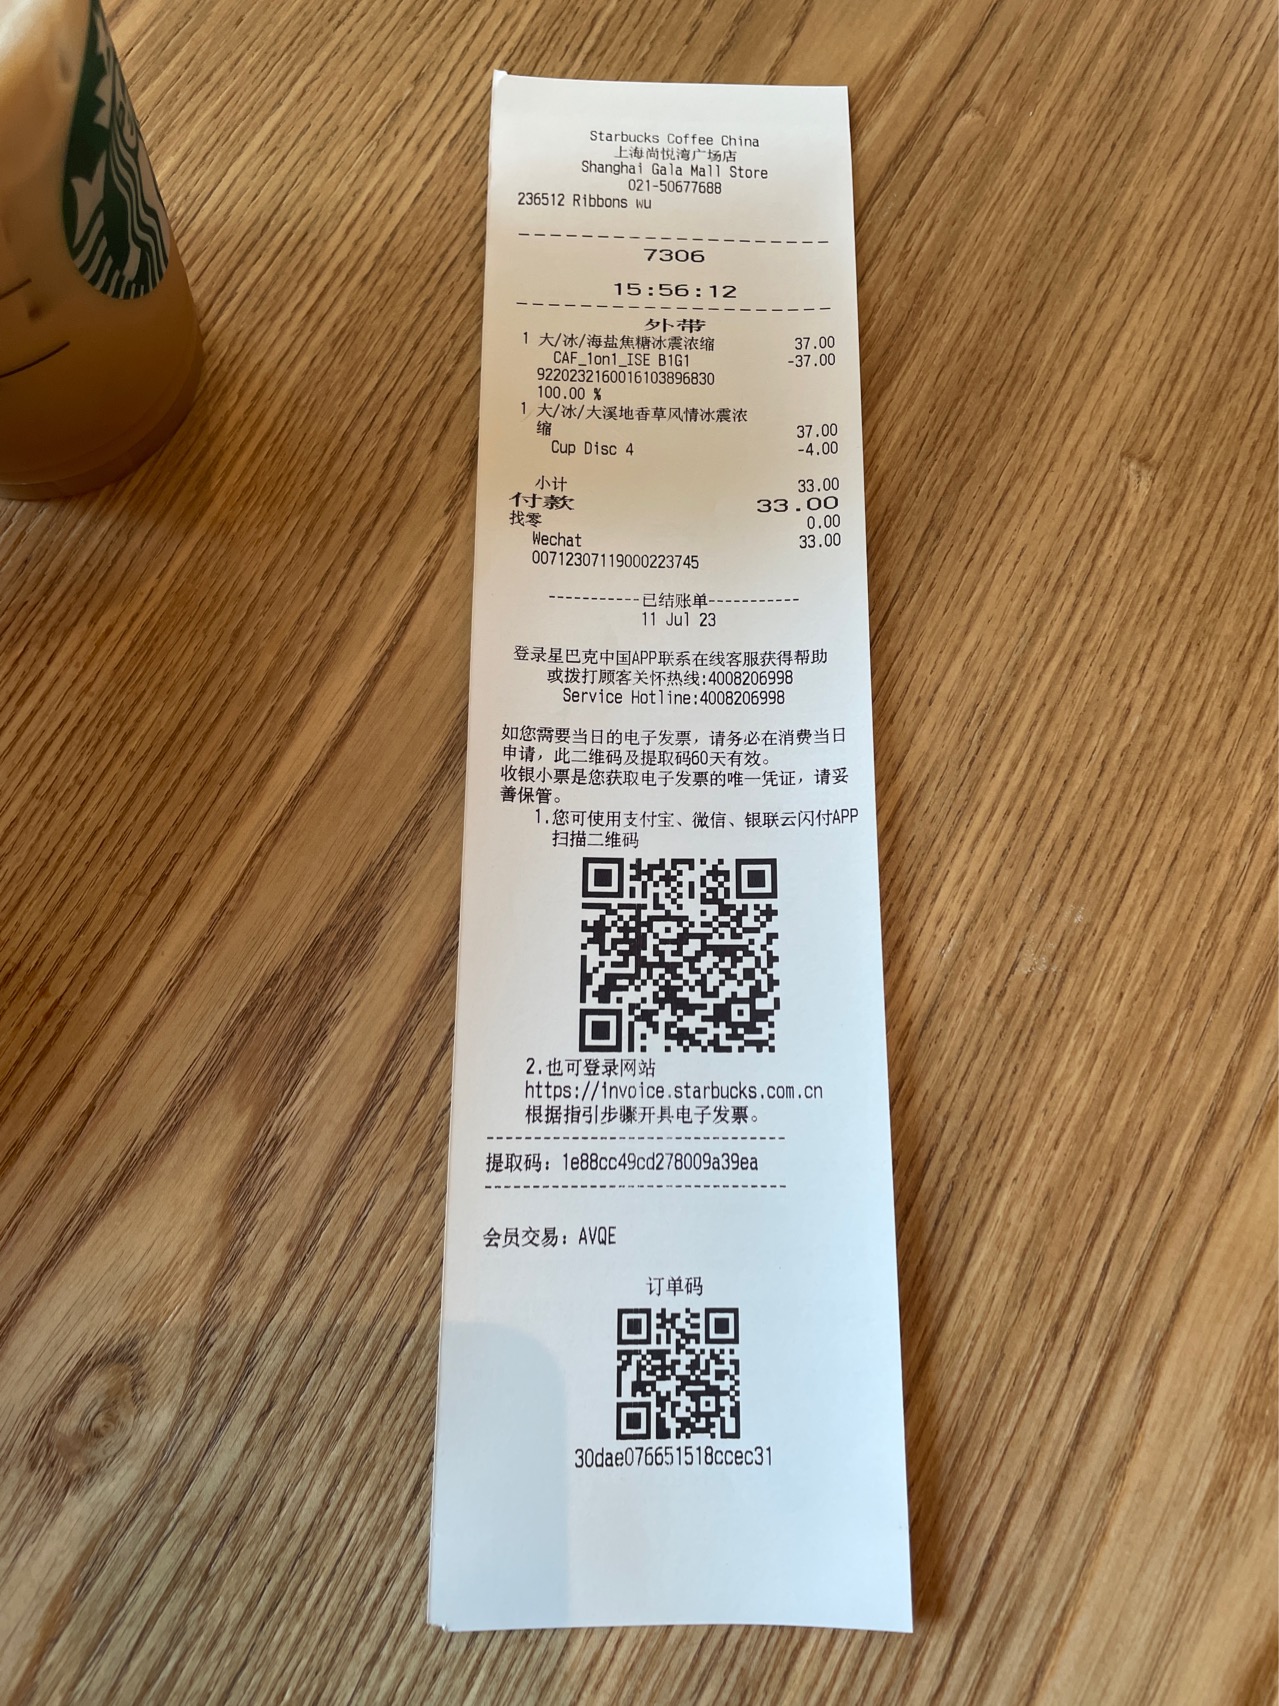 Starbucks Coffee China
上海尚悦湾广场店
Shanghai Gala Mall Store
021-50677688
236512 Ribbons wu
7306
15:56:12
外带
1 大/冰/海盐焦糖冰震浓缩 37.00
CAF_1on1_ISE B1G1 -37.00
9220232160016103896830
100.00 %
1 大/冰/大溪地香草风情冰震浓
缩 37.00
Cup Disc 4 -4.00
小计 33.00
付款 33.00
找零 0.00
Wechat 33.00
00712307119000223745
-----------已结账单-----------
11 Jul 23
登录星巴克中国APP联系在线客服获得帮助
或拨打顾客关怀热线:4008206998
Service Hotline:4008206998
如您需要当日的电子发票，请务必在消费当日
申请，此二维码及提取码60天有效。
收银小票是您获取电子发票的唯一凭证，请妥
善保管。
1.您可使用支付宝、微信、银联云闪付APP
扫描二维码
2.也可登录网站
https://invoice.starbucks.com.cn
根据指引步骤开具电子发票。
提取码: 1e88cc49cd278009a39ea
会员交易: AVQE
订单码
30dae076651518ccec31